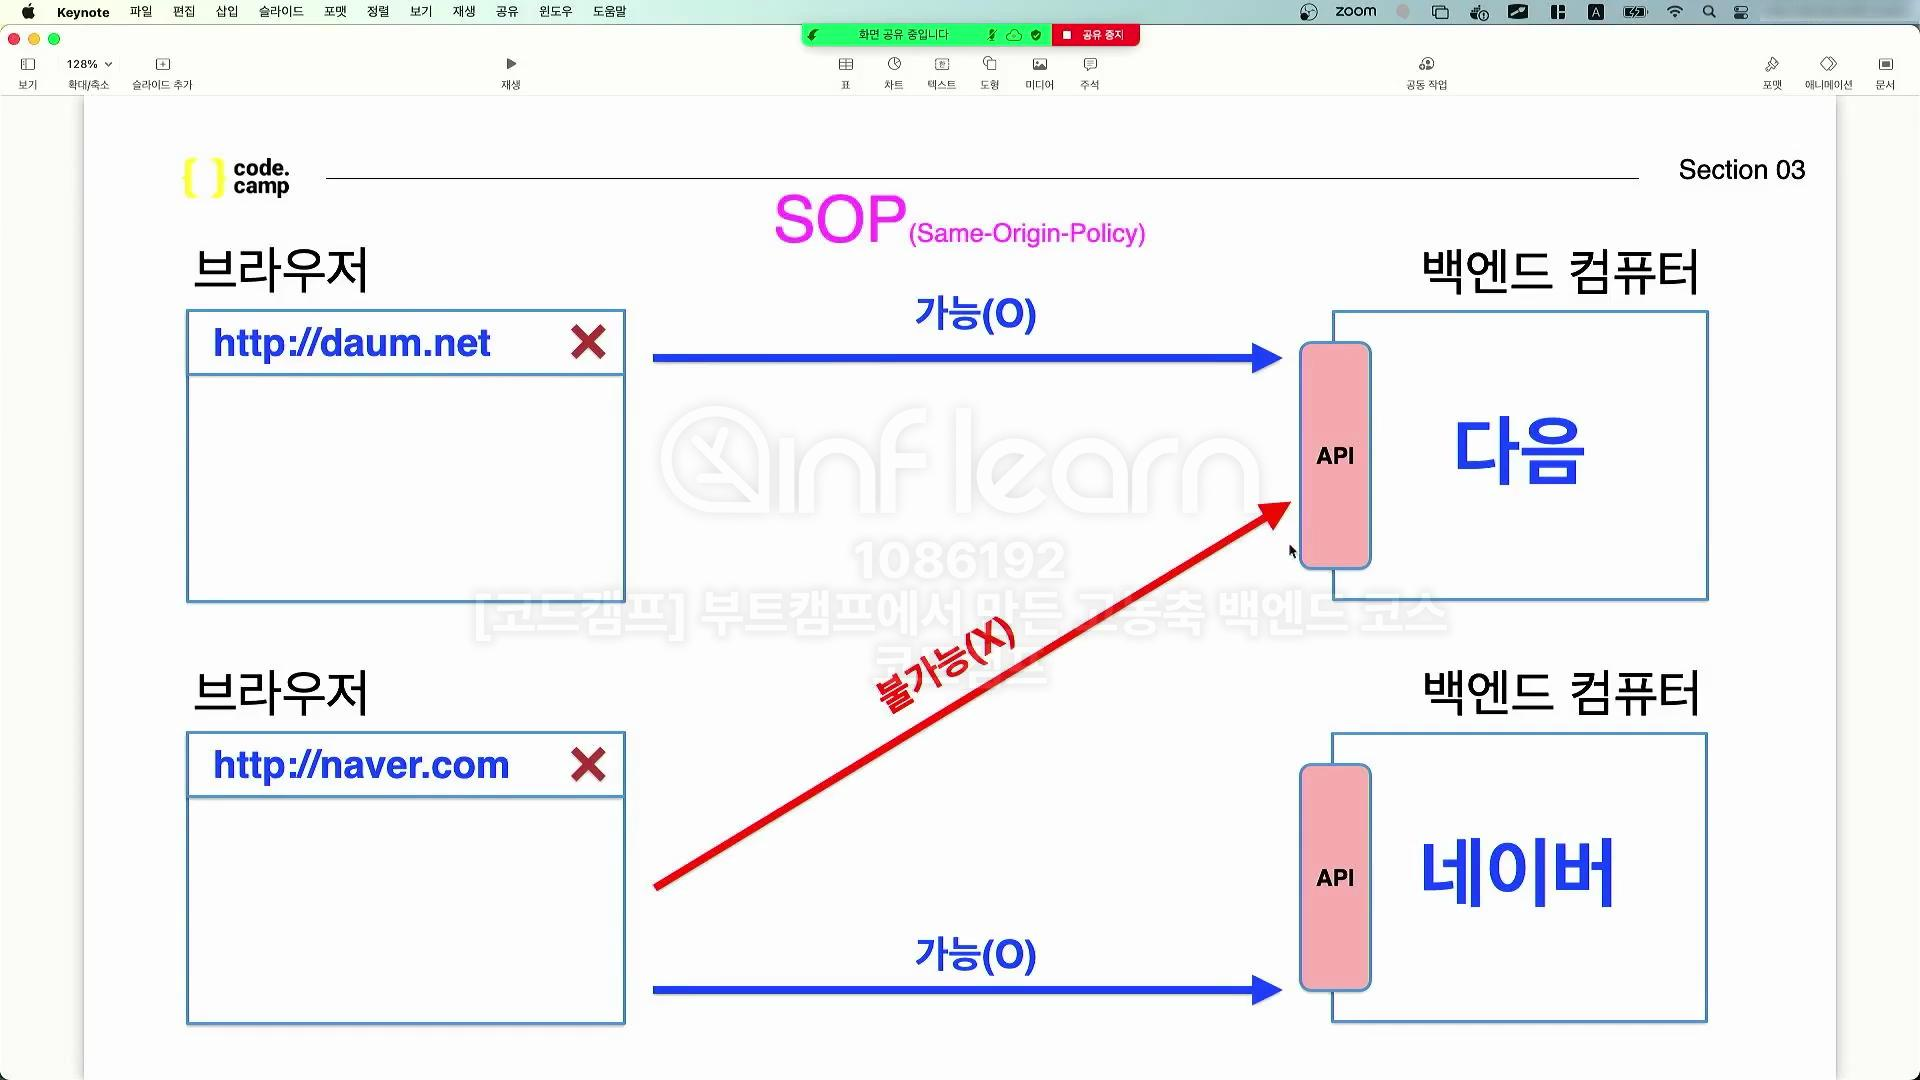 Keynote 파일 편집 삽입 슬라이드 포맷 정렬 보기 재생 공유 윈도우 도움말
zoom
A
화면 공유 중입니다
공유 중지
128%
보기
확대/축소
슬라이드 추가
재생
표
차트
텍스트
도형
미디어
주석
공동 작업
포맷
애니메이션
문서
{ } code.
camp
Section 03
SOP(Same-Origin-Policy)
브라우저
백엔드 컴퓨터
http://daum.net
가능(O)
API
다음
inflearn
1086192
[코드캠프] 부트캠프에서 만든 고농축 백엔드 코스
코드캠프
불가능(X)
브라우저
백엔드 컴퓨터
http://naver.com
API
네이버
가능(O)